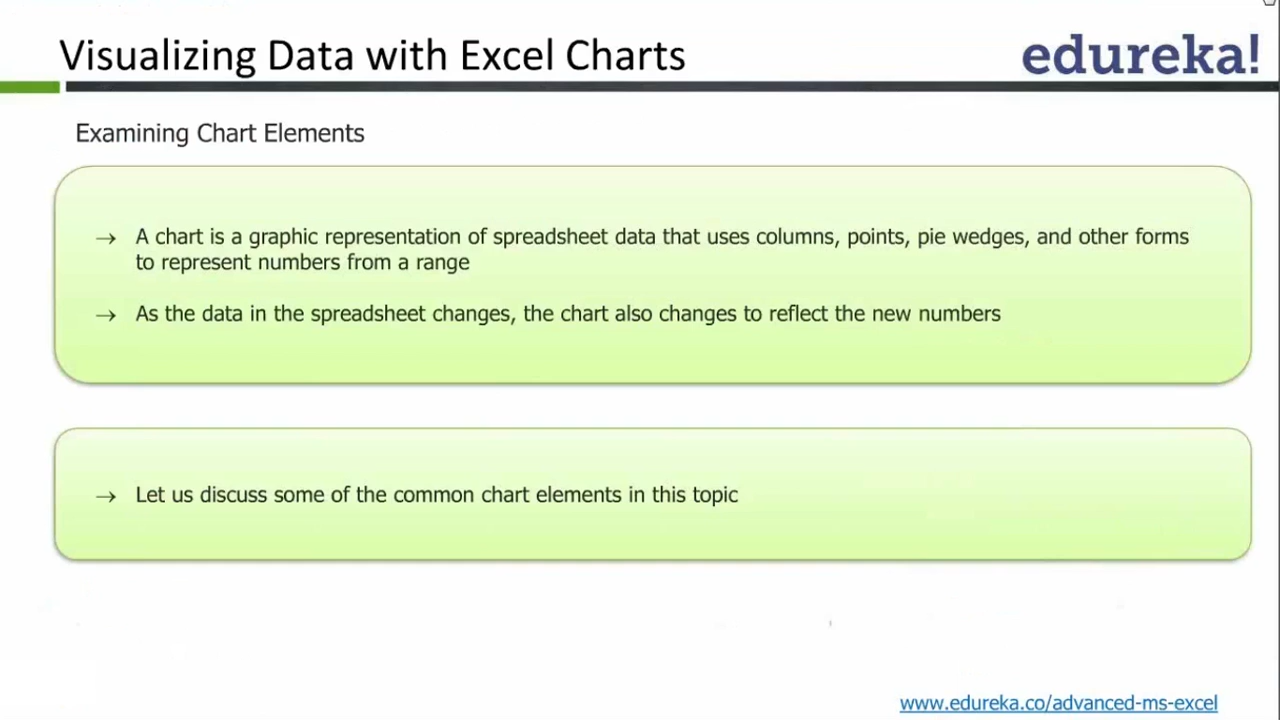 Visualizing Data with Excel Charts
edureka!
Examining Chart Elements
→ A chart is a graphic representation of spreadsheet data that uses columns, points, pie wedges, and other forms
to represent numbers from a range
→ As the data in the spreadsheet changes, the chart also changes to reflect the new numbers
→ Let us discuss some of the common chart elements in this topic
www.edureka.co/advanced-ms-excel